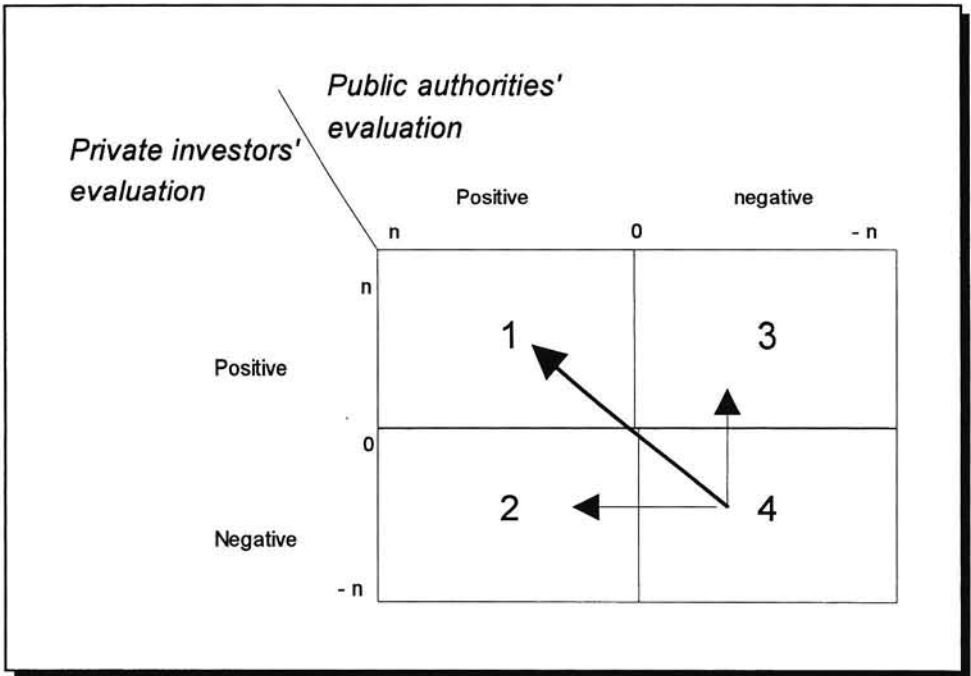 Public authorities'
evaluation
Private investors'
evaluation
Positive negative
n 0 - n
n
1 3
Positive
0
2 4
Negative
- n